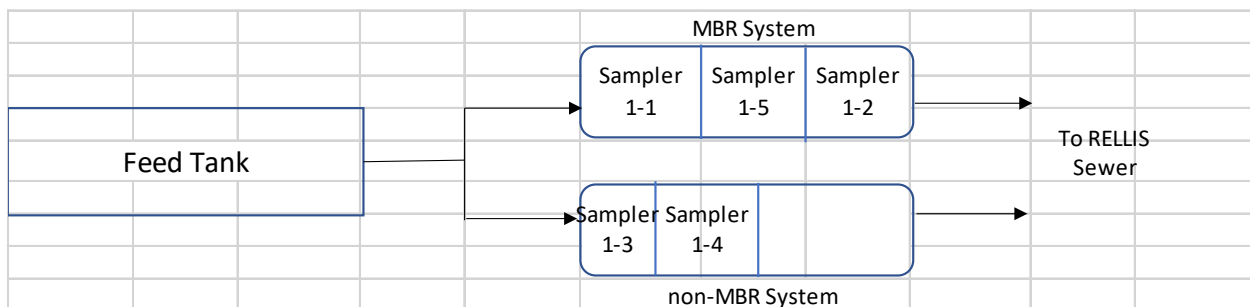 MBR System
Sampler
1-1
Sampler
1-5
Sampler
1-2
Feed Tank
To RELLIS
Sewer
Sampler
1-3
Sampler
1-4
non-MBR System